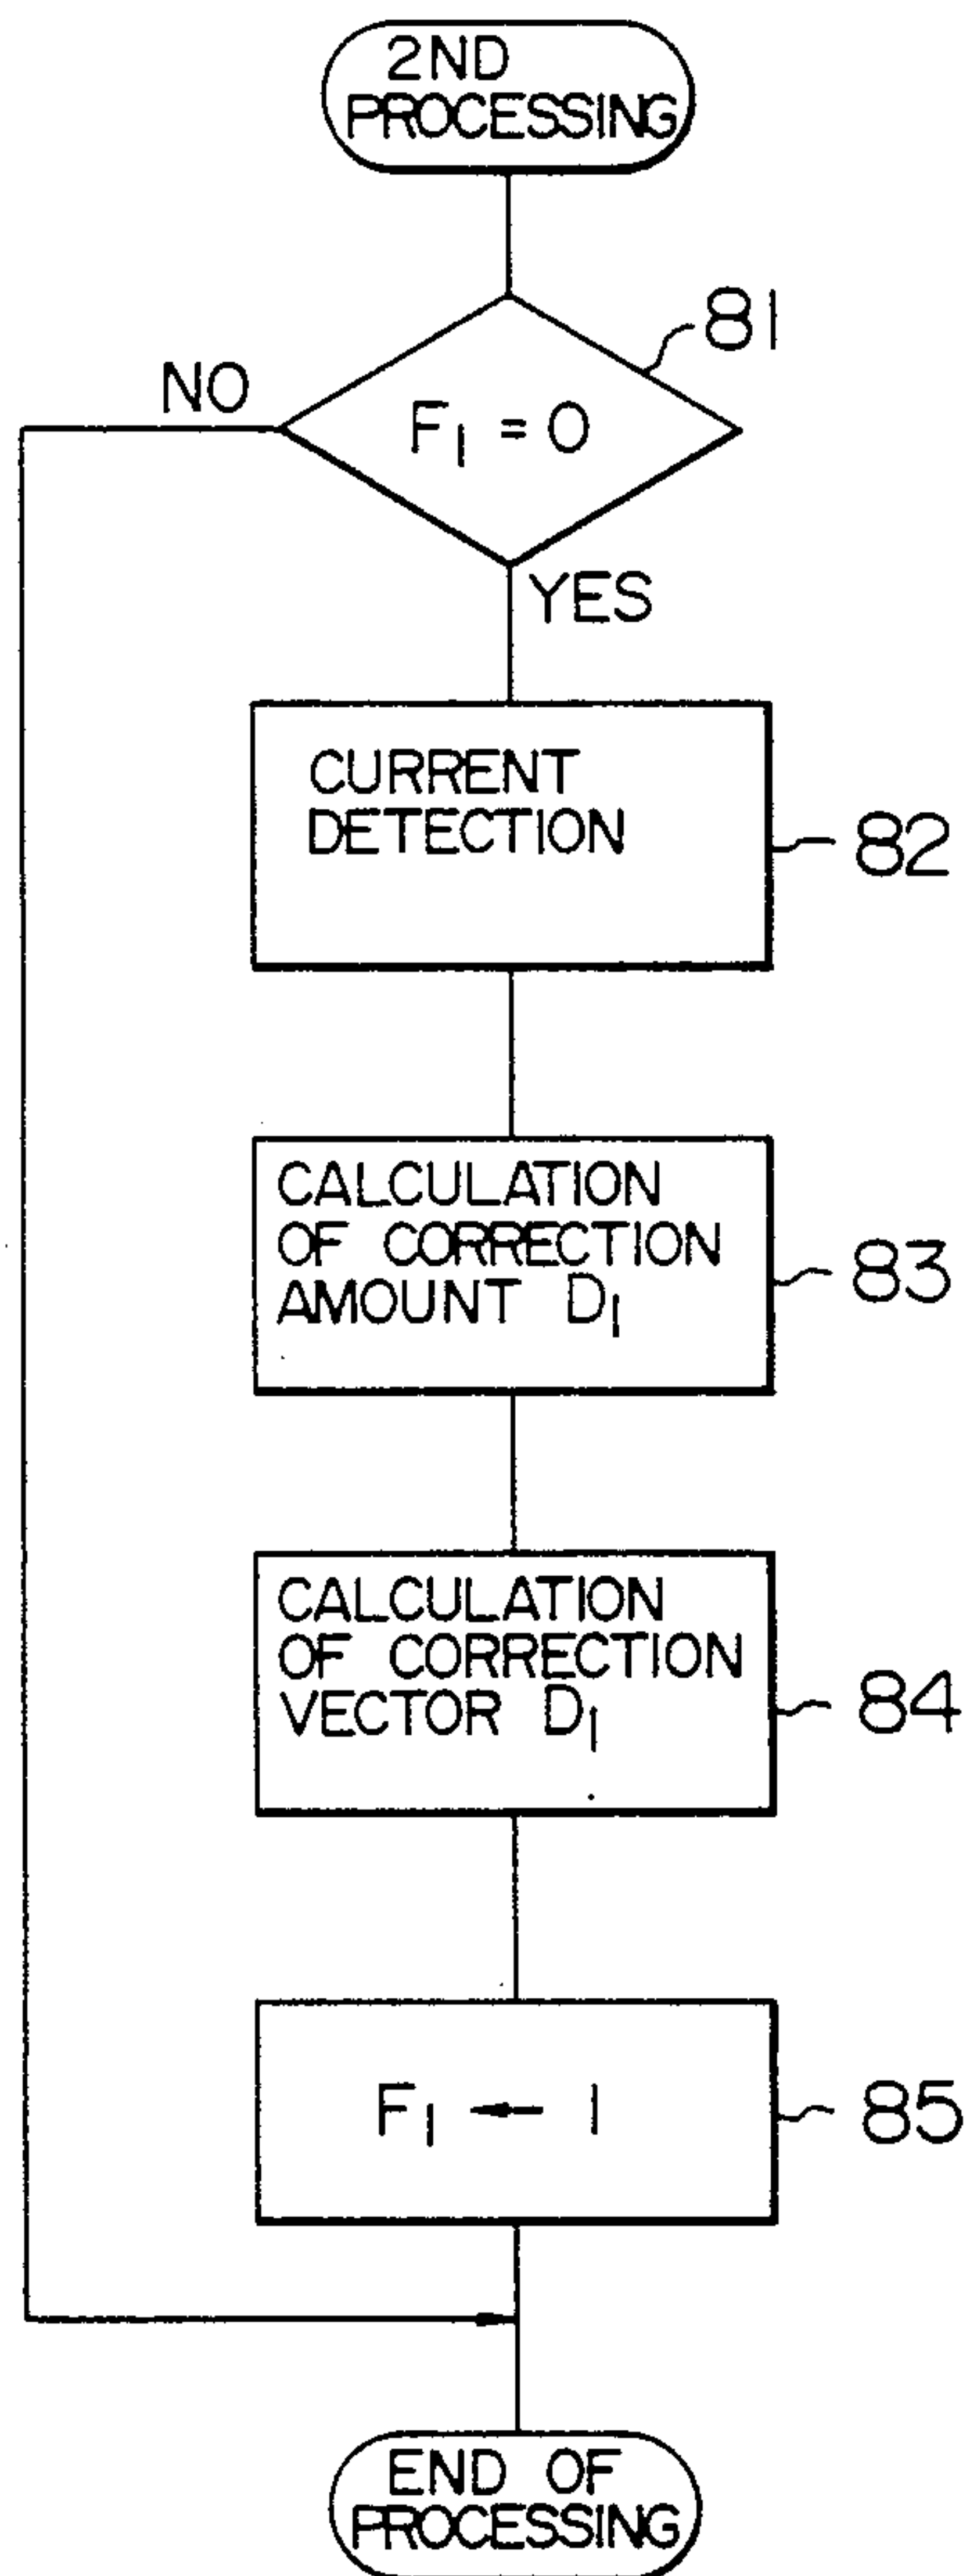 2ND
PROCESSING
81
NO
F₁ = 0
YES
CURRENT
DETECTION
82
CALCULATION
OF CORRECTION
AMOUNT D₁
83
CALCULATION
OF CORRECTION
VECTOR D₁
84
F₁ ← 1
85
END OF
PROCESSING